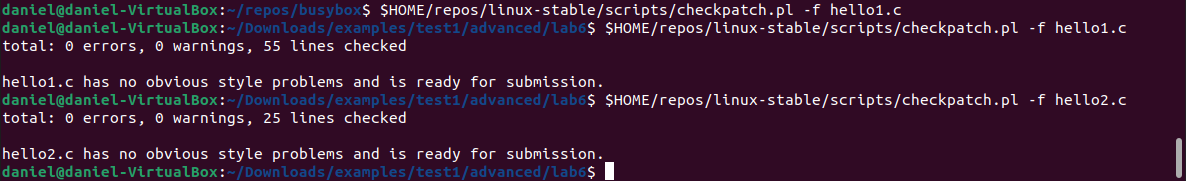 daniel@daniel-VirtualBox:~/repos/busybox$ $HOME/repos/linux-stable/scripts/checkpatch.pl -f hello1.c
daniel@daniel-VirtualBox:~/Downloads/examples/test1/advanced/lab6$ $HOME/repos/linux-stable/scripts/checkpatch.pl -f hello1.c
total: 0 errors, 0 warnings, 55 lines checked
hello1.c has no obvious style problems and is ready for submission.
daniel@daniel-VirtualBox:~/Downloads/examples/test1/advanced/lab6$ $HOME/repos/linux-stable/scripts/checkpatch.pl -f hello2.c
total: 0 errors, 0 warnings, 25 lines checked
hello2.c has no obvious style problems and is ready for submission.
daniel@daniel-VirtualBox:~/Downloads/examples/test1/advanced/lab6$